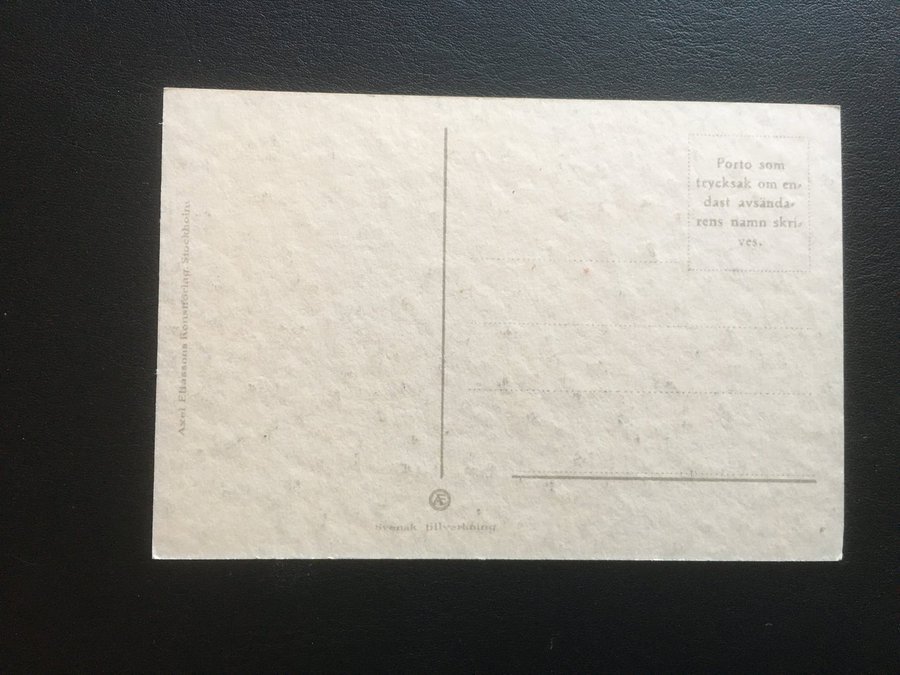 Porto som
trycksak om en-
dast avsända-
rens namn skri-
ves.
Axel Eliassons Konstförlag. Stockholm.
Æ
Svensk tillverkning